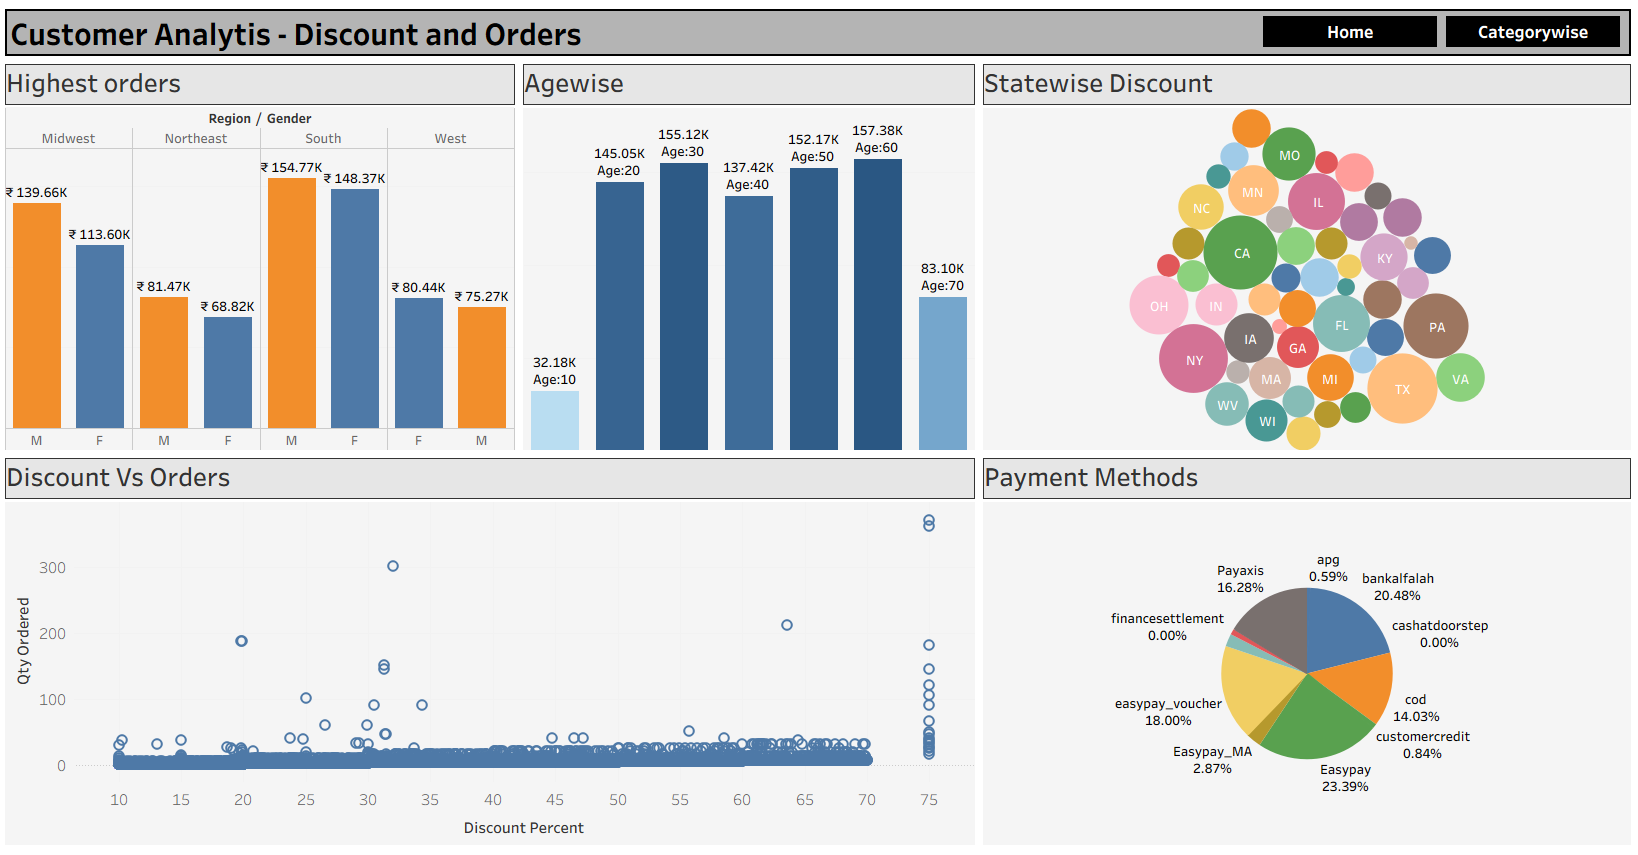 Customer Analytis - Discount and Orders
Home
Categorywise
Highest orders
Region / Gender
Midwest
Northeast
South
West
₹ 139.66K
₹ 113.60K
₹ 81.47K
₹ 68.82K
₹ 154.77K
₹ 148.37K
₹ 80.44K
₹ 75.27K
M
F
M
F
M
F
F
M
Agewise
32.18K
Age:10
145.05K
Age:20
155.12K
Age:30
137.42K
Age:40
152.17K
Age:50
157.38K
Age:60
83.10K
Age:70
Statewise Discount
MO
MN
IL
NC
CA
KY
OH
IN
FL
PA
IA
GA
NY
MA
MI
TX
VA
WV
WI
Discount Vs Orders
Qty Ordered
300
200
100
0
10
15
20
25
30
35
40
45
50
55
60
65
70
75
Discount Percent
Payment Methods
apg
0.59%
bankalfalah
20.48%
cashatdoorstep
0.00%
cod
14.03%
customercredit
0.84%
Easypay
23.39%
Easypay_MA
2.87%
easypay_voucher
18.00%
financesettlement
0.00%
Payaxis
16.28%